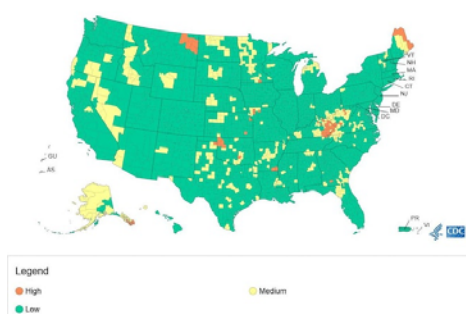 VT
NH
MA
RI
CT
NJ
DE
MD
DC
GU
AS
PR
VI
CDC
Legend
High
Medium
Low